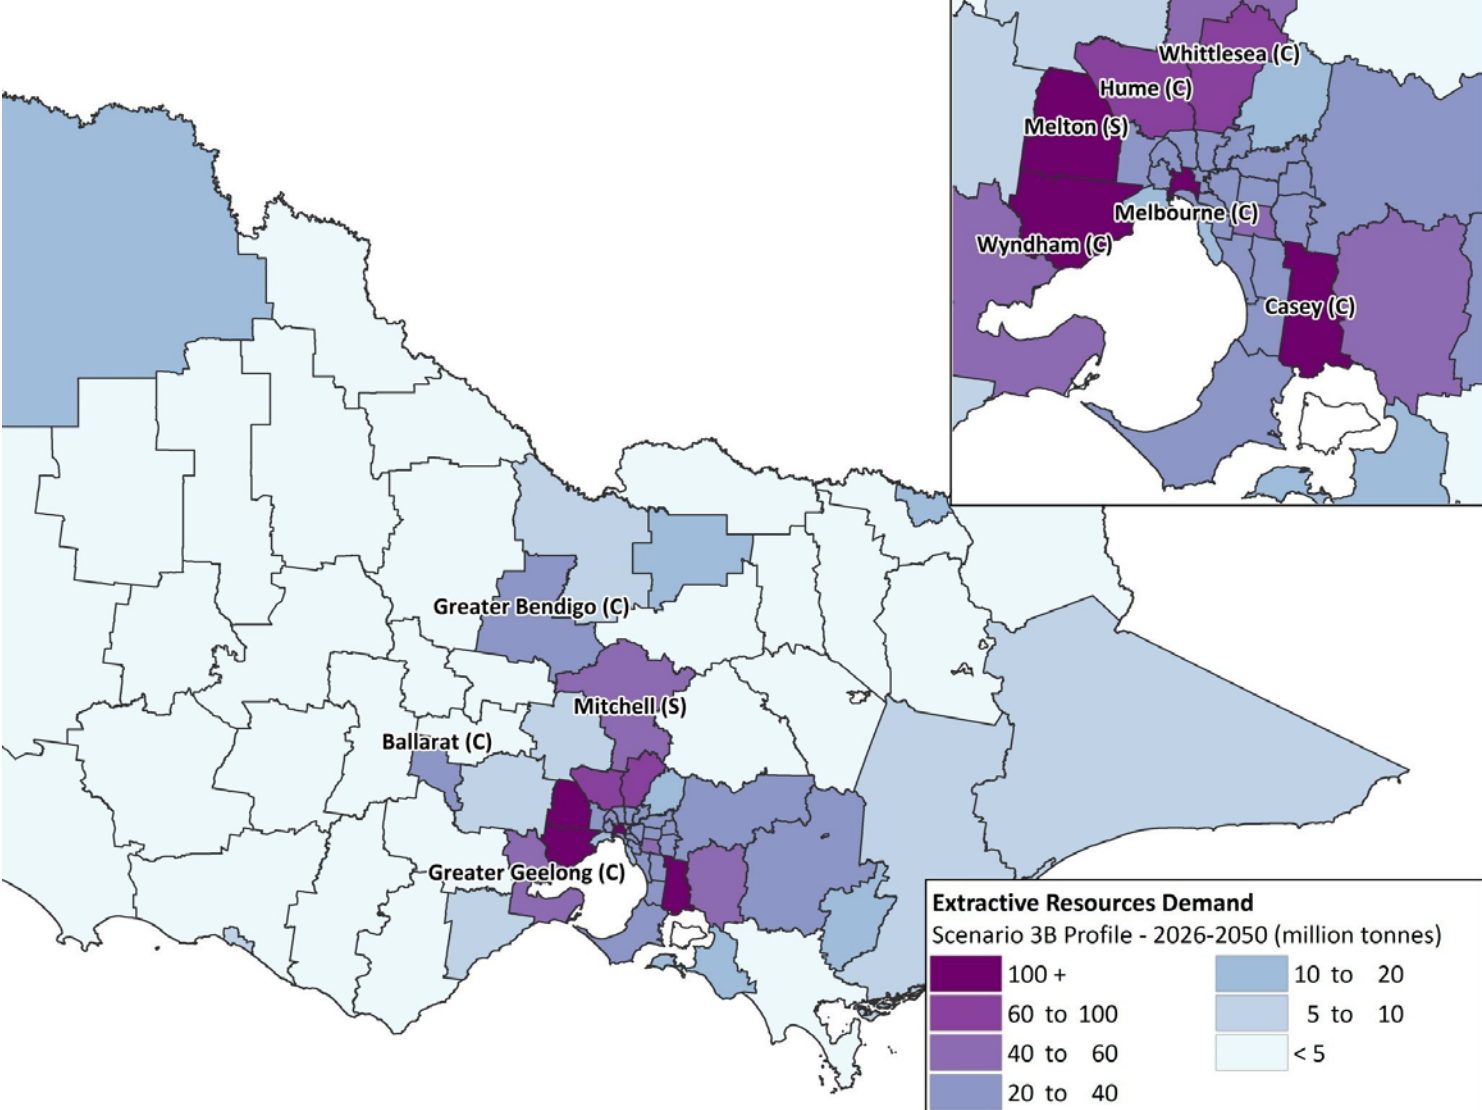 Whittlesea (C)
Hume (C)
Melton (S)
Melbourne (C)
Wyndham (C)
Casey (C)
Greater Bendigo (C)
Mitchell (S)
Ballarat (C)
Greater Geelong (C)
Extractive Resources Demand
Scenario 3B Profile - 2026-2050 (million tonnes)
100 +
60 to 100
40 to 60
20 to 40
10 to 20
5 to 10
< 5